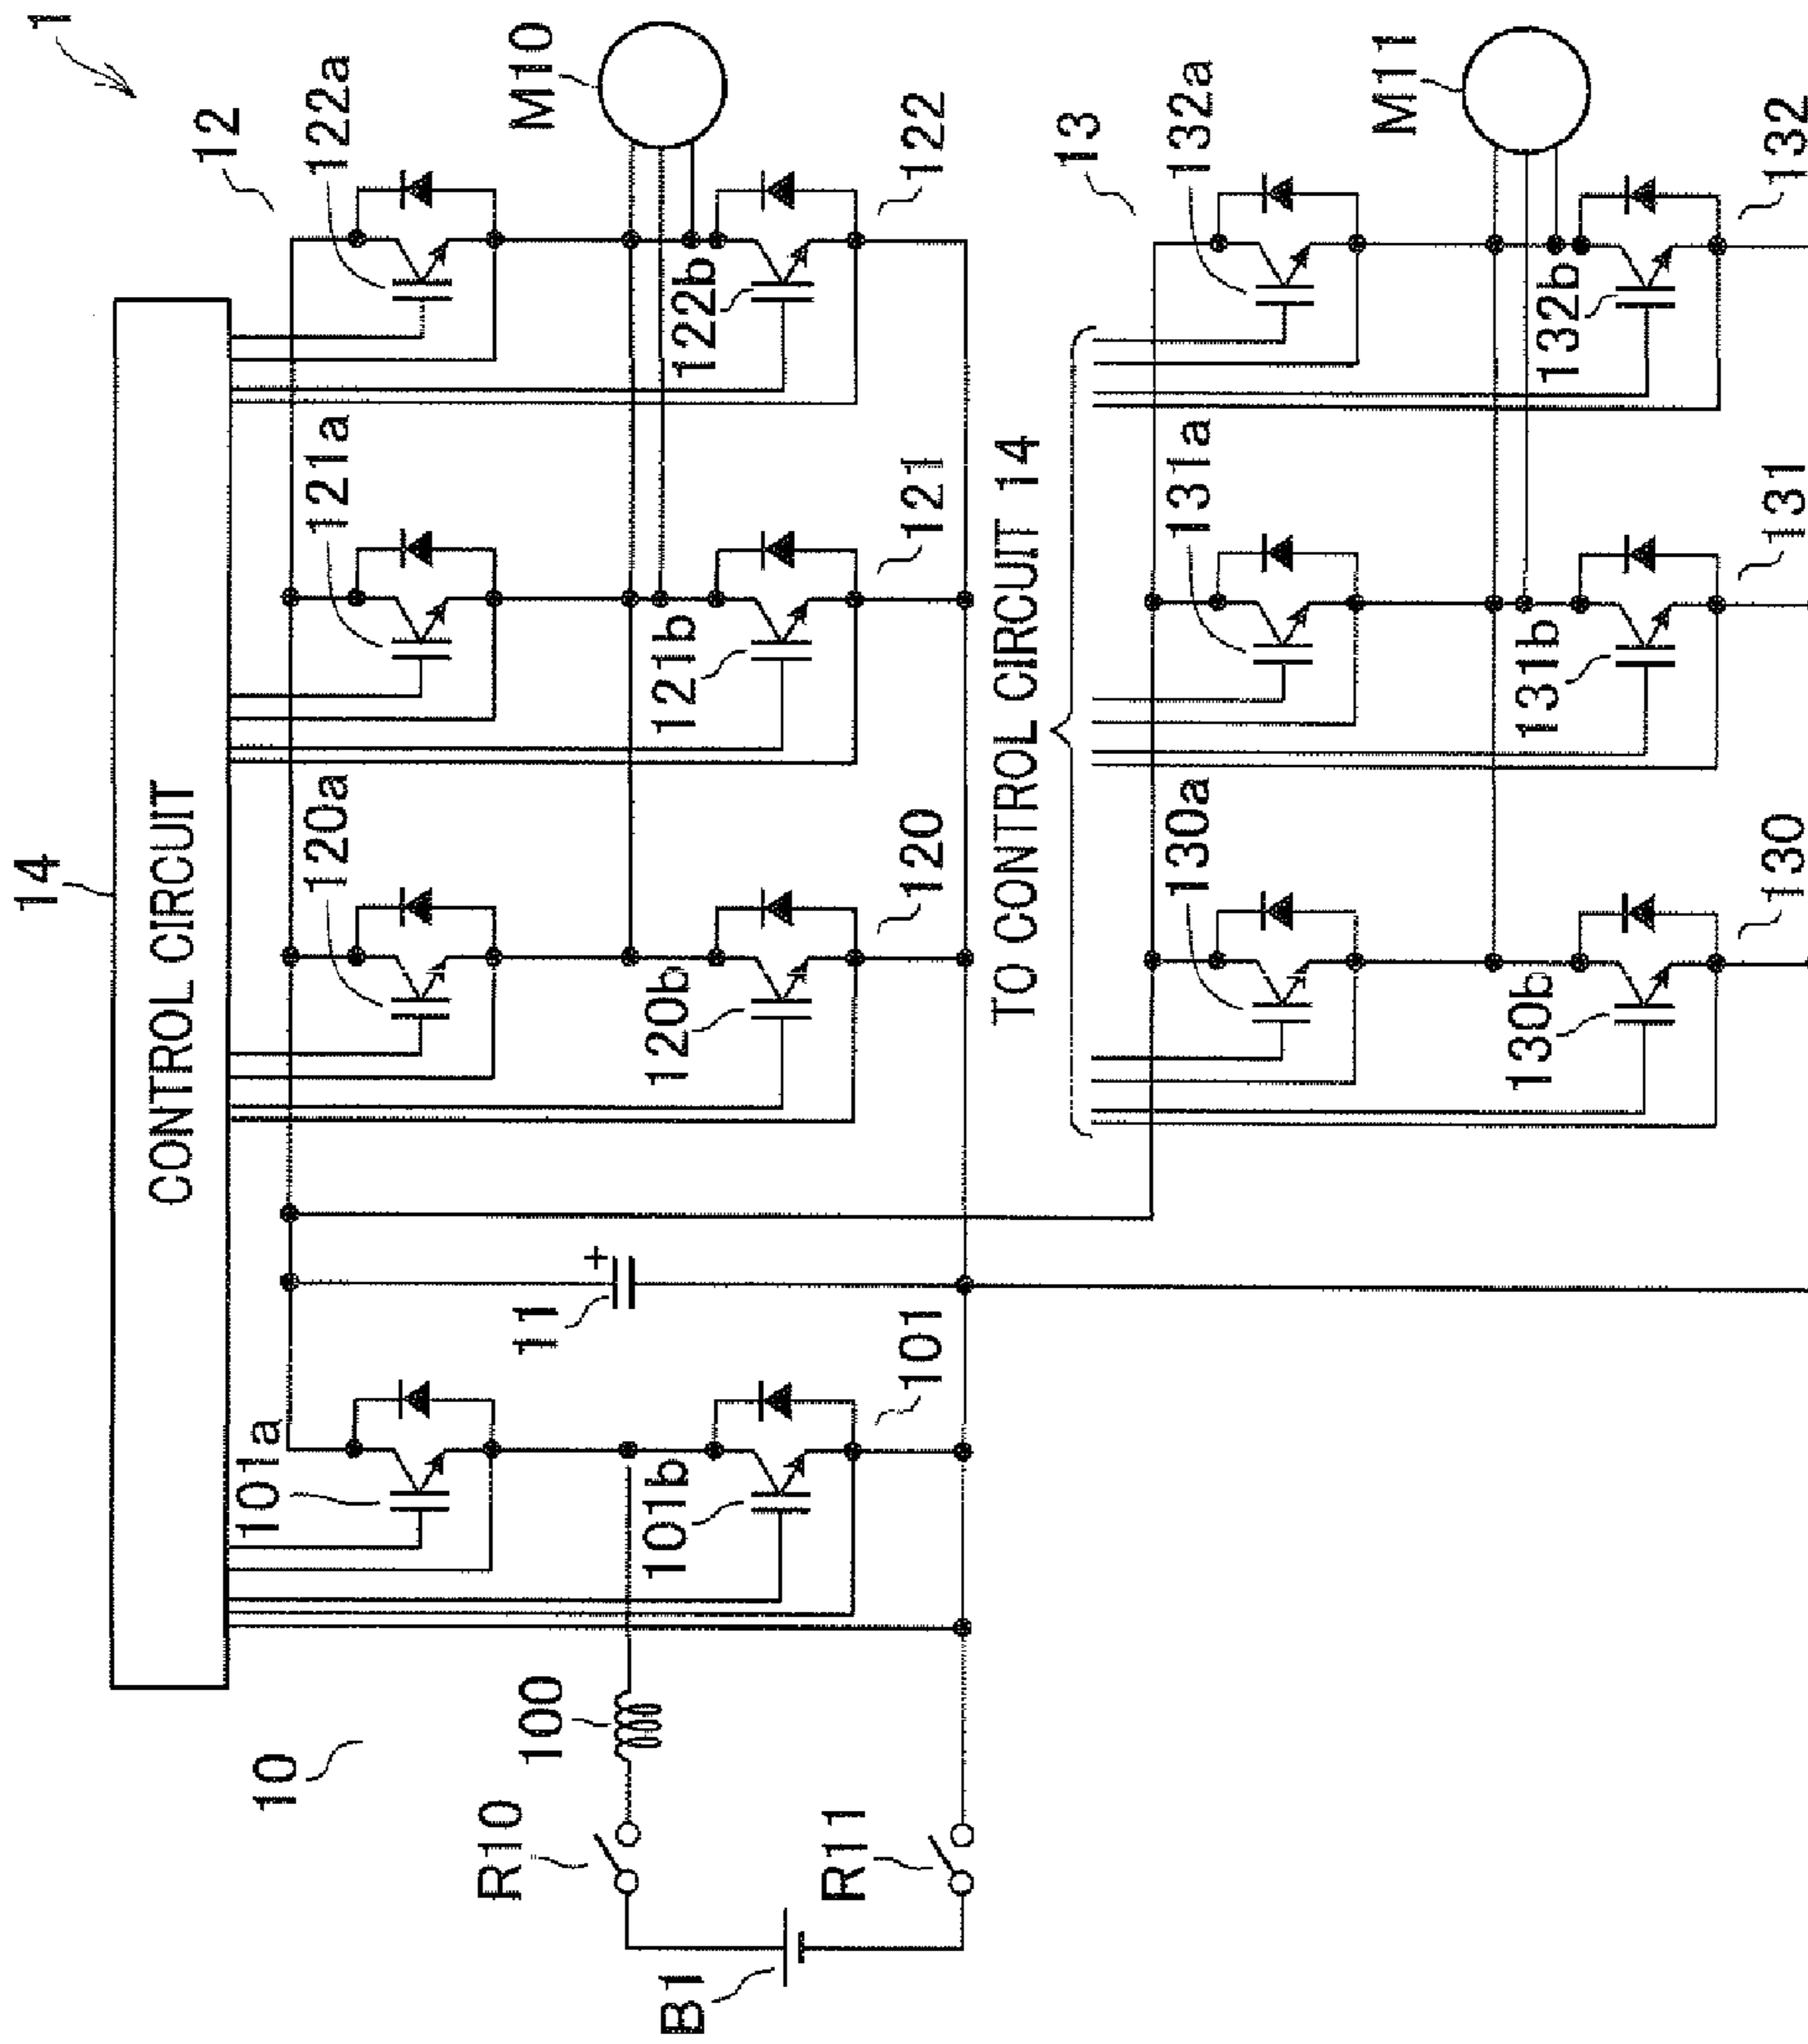 1
14
CONTROL CIRCUIT
10
12
101a
120a
121a
122a
B1
R10
R11
100
11
M10
101b
120b
121b
122b
101
120
121
122
TO CONTROL CIRCUIT 14
13
130a
131a
132a
M11
130b
131b
132b
130
131
132
+